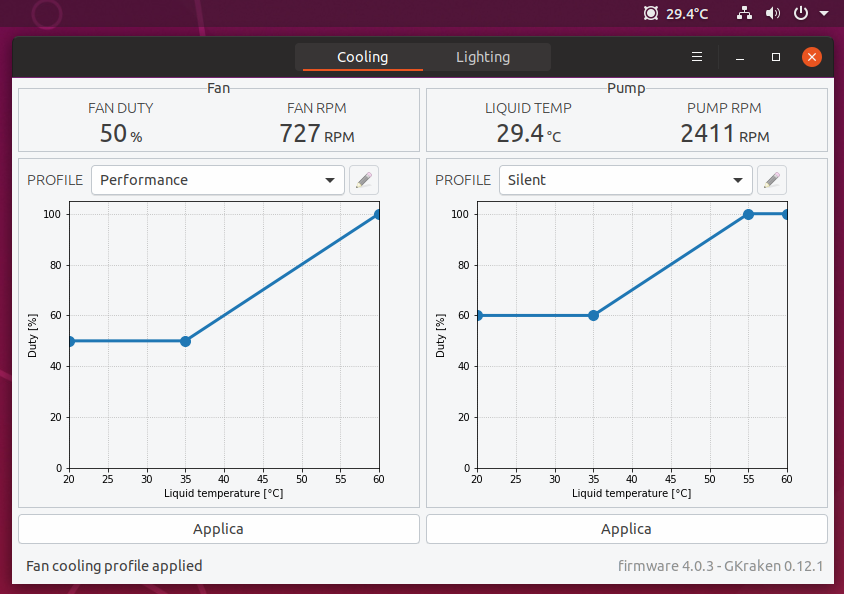 29.4°C
Cooling Lighting
Fan
FAN DUTY FAN RPM
50 % 727 RPM
Pump
LIQUID TEMP PUMP RPM
29.4 °C 2411 RPM
PROFILE Performance
100
80
60
40
20
0
20 25 30 35 40 45 50 55 60
Duty [%]
Liquid temperature [°C]
Applica
PROFILE Silent
100
80
60
40
20
0
20 25 30 35 40 45 50 55 60
Duty [%]
Liquid temperature [°C]
Applica
Fan cooling profile applied
firmware 4.0.3 - GKraken 0.12.1